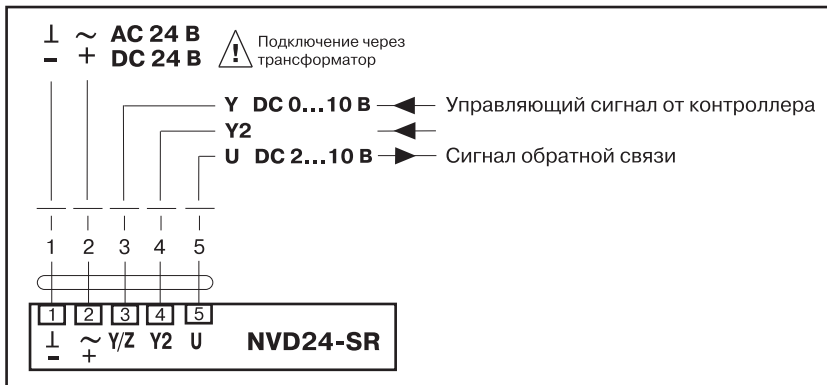 ⊥ ~ AC 24 В
− + DC 24 В
! Подключение через
трансформатор
Y DC 0...10 В Управляющий сигнал от контроллера
Y2
U DC 2...10 В Сигнал обратной связи
1 2 3 4 5
1 2 3 4 5
⊥ ~ Y/Z Y2 U NVD24-SR
− +